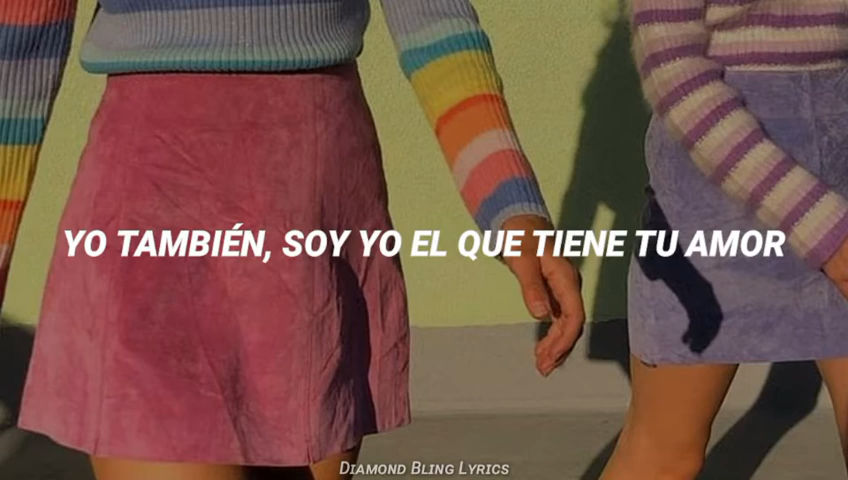 YO TAMBIÉN, SOY YO EL QUE TIENE TU AMOR
Diamond Bling Lyrics